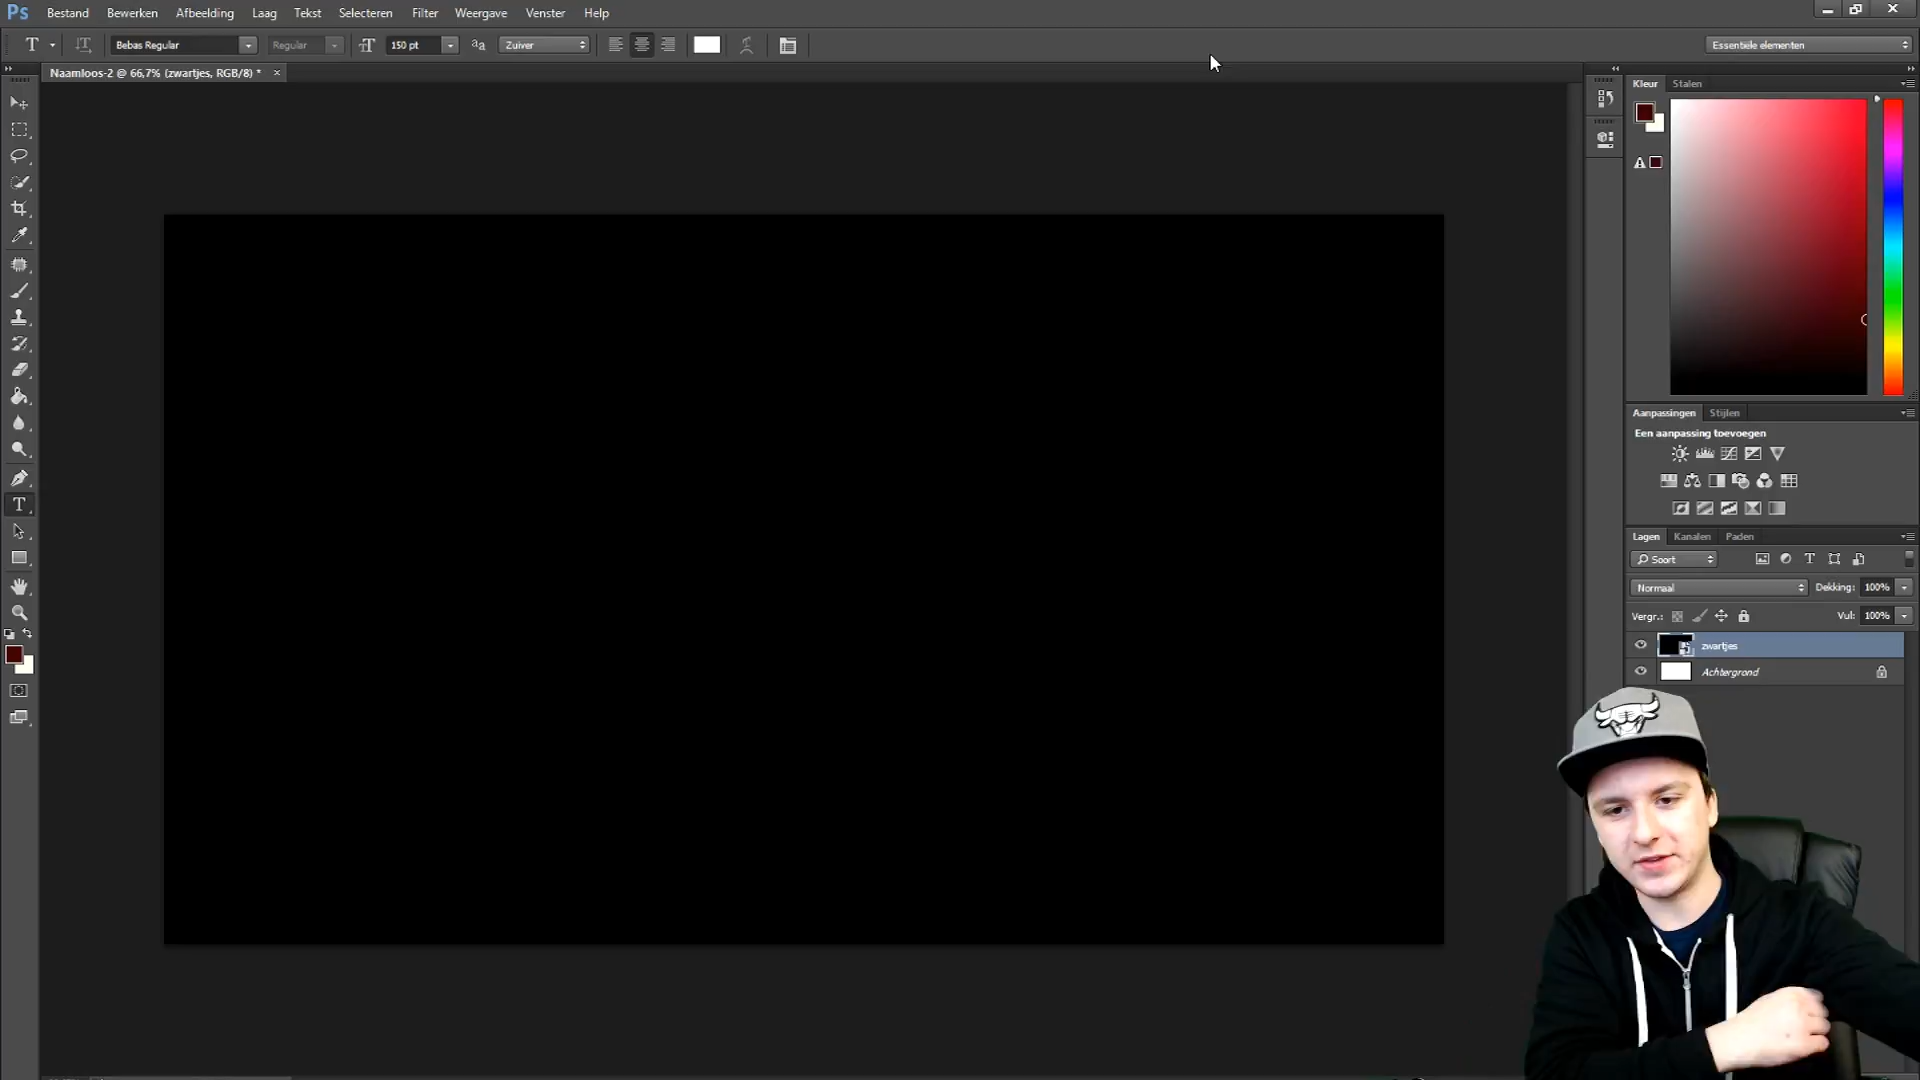 Ps Bestand Bewerken Afbeelding Laag Tekst Selecteren Filter Weergave Venster Help
T Bebas Regular Regular 150 pt aa Zuiver Essentiële elementen
Naamloos-2 @ 66,7% (zwartjes, RGB/8) * ×
Kleur Stalen
Aanpassingen Stijlen
Een aanpassing toevoegen
Lagen Kanalen Paden
Soort
Normaal Dekking: 100%
Vergr.: Vul: 100%
zwartjes
Achtergrond